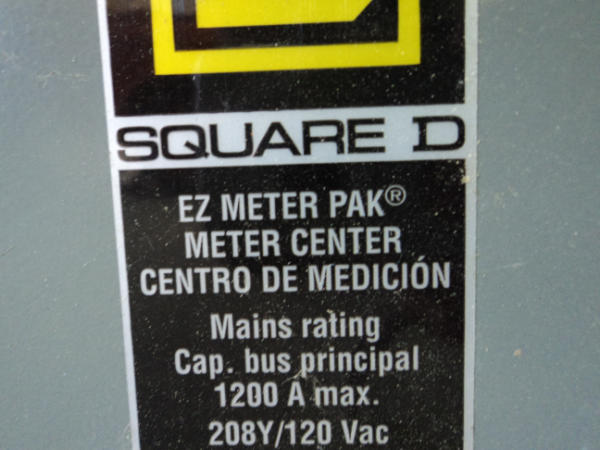 SQUARE D
EZ METER PAK®
METER CENTER
CENTRO DE MEDICIÓN
Mains rating
Cap. bus principal
1200 A max.
208Y/120 Vac